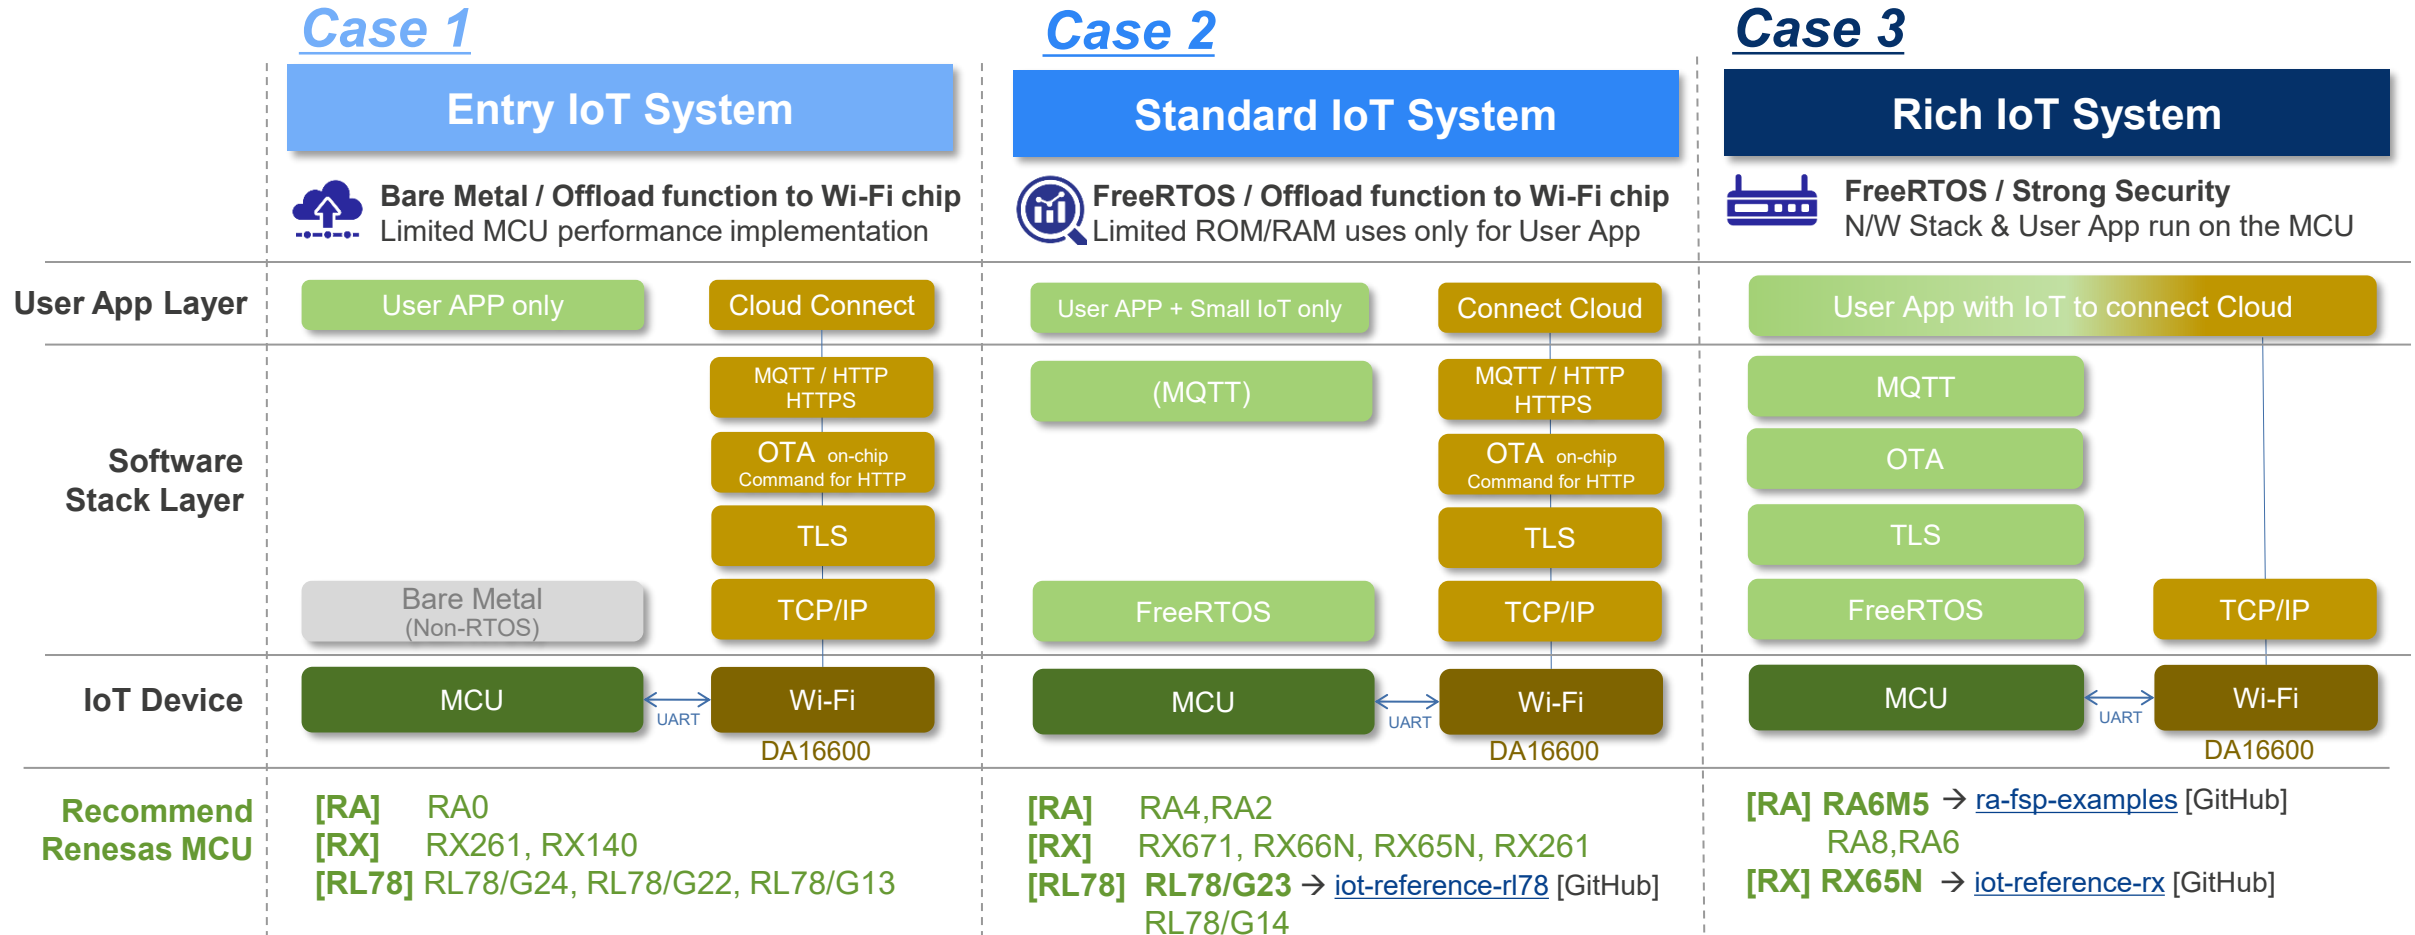 Case 1
Entry IoT System
Bare Metal / Offload function to Wi-Fi chip
Limited MCU performance implementation
Case 2
Standard IoT System
FreeRTOS / Offload function to Wi-Fi chip
Limited ROM/RAM uses only for User App
Case 3
Rich IoT System
FreeRTOS / Strong Security
N/W Stack & User App run on the MCU
User App Layer
User APP only
Cloud Connect
User APP + Small IoT only
Connect Cloud
User App with IoT to connect Cloud
Software
Stack Layer
MQTT / HTTP
HTTPS
OTA on-chip
Command for HTTP
TLS
Bare Metal
(Non-RTOS)
TCP/IP
(MQTT)
MQTT / HTTP
HTTPS
OTA on-chip
Command for HTTP
TLS
FreeRTOS
TCP/IP
MQTT
OTA
TLS
FreeRTOS
TCP/IP
IoT Device
MCU
UART
Wi-Fi
DA16600
MCU
UART
Wi-Fi
DA16600
MCU
UART
Wi-Fi
DA16600
Recommend
Renesas MCU
[RA] RA0
[RX] RX261, RX140
[RL78] RL78/G24, RL78/G22, RL78/G13
[RA] RA4,RA2
[RX] RX671, RX66N, RX65N, RX261
[RL78] RL78/G23 → iot-reference-rl78 [GitHub]
RL78/G14
[RA] RA6M5 → ra-fsp-examples [GitHub]
RA8,RA6
[RX] RX65N → iot-reference-rx [GitHub]